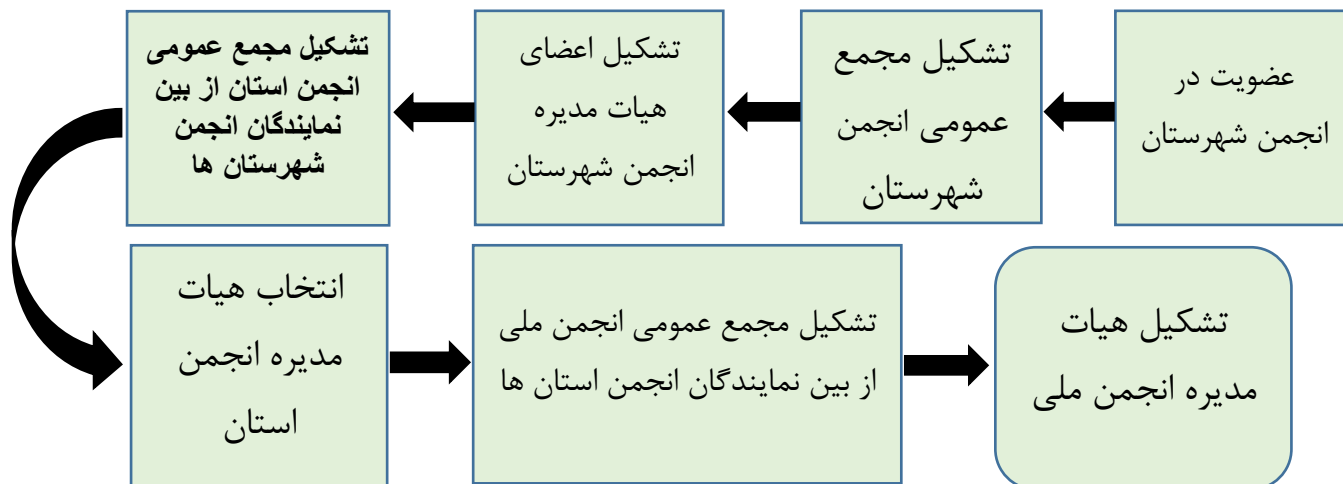 عضویت در
انجمن شهرستان
تشکیل مجمع
عمومی انجمن
شهرستان
تشکیل اعضای
هیات مدیره
انجمن شهرستان
تشکیل مجمع عمومی
انجمن استان از بین
نمایندگان انجمن
شهرستان ها
انتخاب هیات
مدیره انجمن
استان
تشکیل مجمع عمومی انجمن ملی
از بین نمایندگان انجمن استان ها
تشکیل هیات
مدیره انجمن ملی